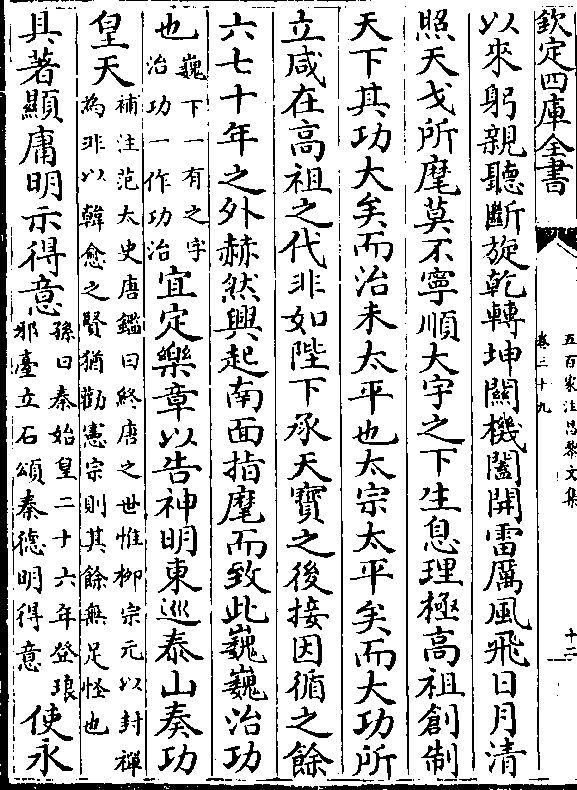 欽定四庫全書
五百家注昌黎文集
卷三十九
十二
以來躬親聽斷旋乾轉坤關機闔開雷厲風飛日月清
照天戈所麾莫不寧順大宇之下生息理極高祖創制
天下其功大矣而治未太平也太宗太平矣而大功所
立咸在高祖之代非如陛下承天寶之後接因循之餘
六七十年之外赫然興起南面指麾而致此巍巍治功
也巍下一有之字治功一作功治宜定樂章以告神明東巡泰山奏功
皇天補注范太史唐鑑曰終唐之世惟柳宗元以封禪為非以韓愈之賢猶勸憲宗則其餘無足怪也
具著顯庸明示得意孫曰秦始皇二十六年登琅邪臺立石頌秦德明得意使永